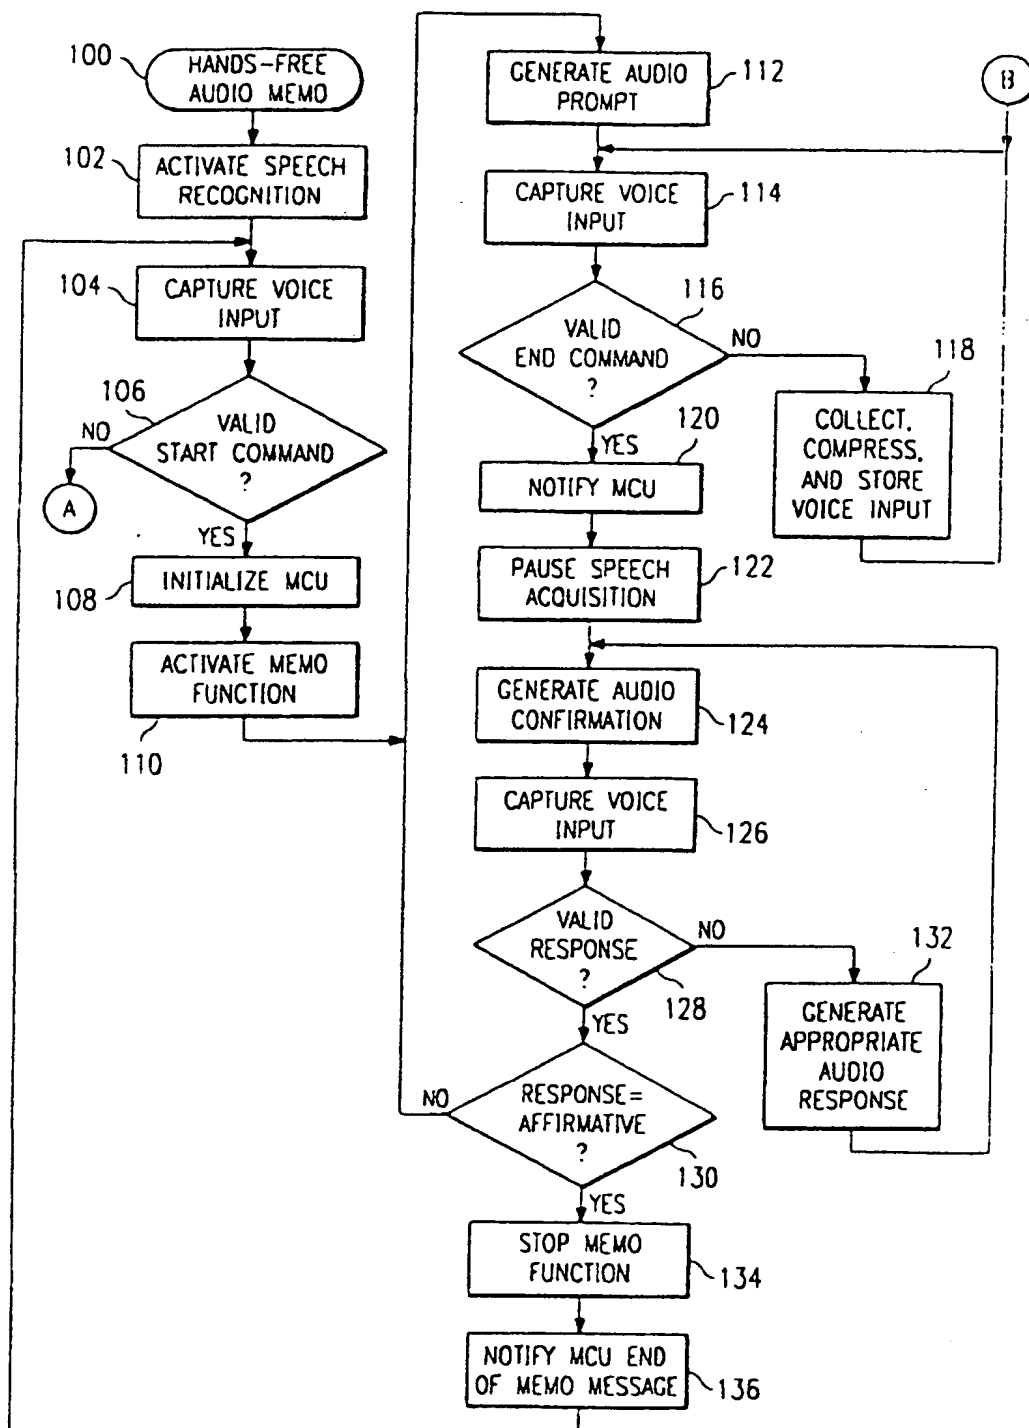 100
HANDS-FREE
AUDIO MEMO
102
ACTIVATE SPEECH
RECOGNITION
104
CAPTURE VOICE
INPUT
106
VALID
START COMMAND
?
NO
A
YES
108
INITIALIZE MCU
ACTIVATE MEMO
FUNCTION
110
GENERATE AUDIO
PROMPT
112
B
CAPTURE VOICE
INPUT
114
116
VALID
END COMMAND
?
NO
118
COLLECT,
COMPRESS,
AND STORE
VOICE INPUT
YES
120
NOTIFY MCU
PAUSE SPEECH
ACQUISITION
122
GENERATE AUDIO
CONFIRMATION
124
CAPTURE VOICE
INPUT
126
VALID
RESPONSE
?
128
NO
132
GENERATE
APPROPRIATE
AUDIO
RESPONSE
YES
RESPONSE=
AFFIRMATIVE
?
130
NO
YES
STOP MEMO
FUNCTION
134
NOTIFY MCU END
OF MEMO MESSAGE
136